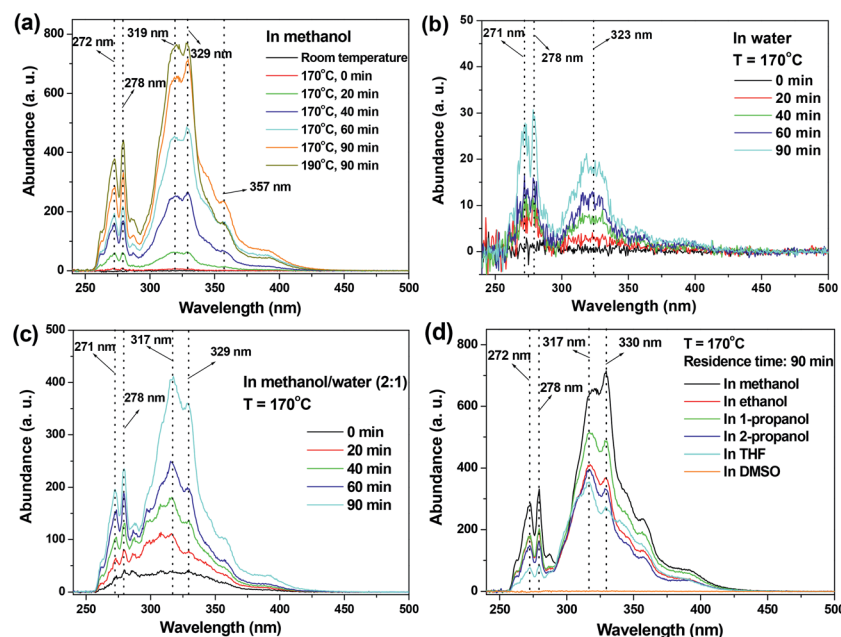 (a)
319 nm
In methanol
272 nm
329 nm
278 nm
Room temperature
170°C, 0 min
170°C, 20 min
170°C, 40 min
170°C, 60 min
170°C, 90 min
190°C, 90 min
357 nm
800
600
400
200
0
Abundance (a. u.)
250 300 350 400 450 500
Wavelength (nm)
(b)
271 nm
278 nm
323 nm
In water
T = 170°C
0 min
20 min
40 min
60 min
90 min
50
40
30
20
10
0
Abundance (a. u.)
250 300 350 400 450 500
Wavelength (nm)
(c)
317 nm
271 nm
329 nm
278 nm
In methanol/water (2:1)
T = 170°C
0 min
20 min
40 min
60 min
90 min
500
400
300
200
100
0
Abundance (a. u.)
250 300 350 400 450 500
Wavelength (nm)
(d)
317 nm
330 nm
272 nm
278 nm
T = 170°C
Residence time: 90 min
In methanol
In ethanol
In 1-propanol
In 2-propanol
In THF
In DMSO
800
600
400
200
0
Abundance (a. u.)
250 300 350 400 450 500
Wavelength (nm)